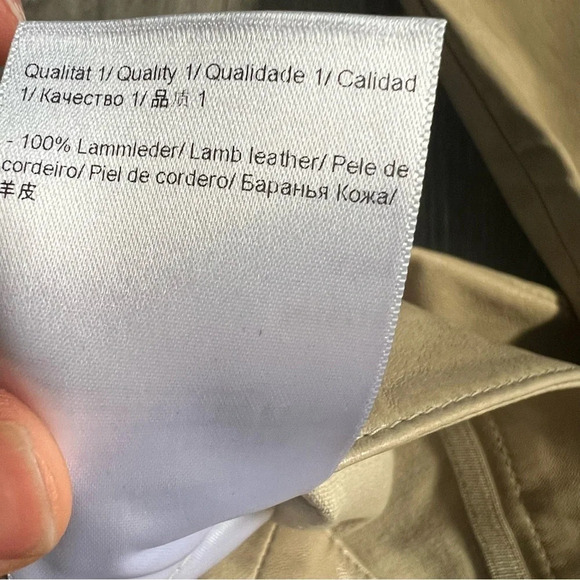 Qualität 1/ Quality 1/ Qualidade 1/ Calidad
1/ Качество 1/ 品质 1
- 100% Lammleder/ Lamb leather/ Pele de
cordeiro/ Piel de cordero/ Баранья Кожа/
羊皮